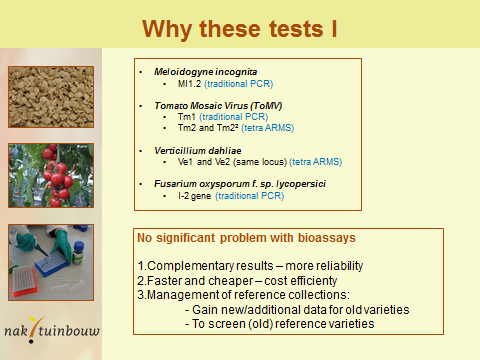 Why these tests I
• Meloidogyne incognita
• MI1.2 (traditional PCR)
• Tomato Mosaic Virus (ToMV)
• Tm1 (traditional PCR)
• Tm2 and Tm2² (tetra ARMS)
• Verticillium dahliae
• Ve1 and Ve2 (same locus) (tetra ARMS)
• Fusarium oxysporum f. sp. lycopersici
• I-2 gene (traditional PCR)
No significant problem with bioassays
1.Complementary results – more reliability
2.Faster and cheaper – cost efficienty
3.Management of reference collections:
- Gain new/additional data for old varieties
- To screen (old) reference varieties
nak tuinbouw